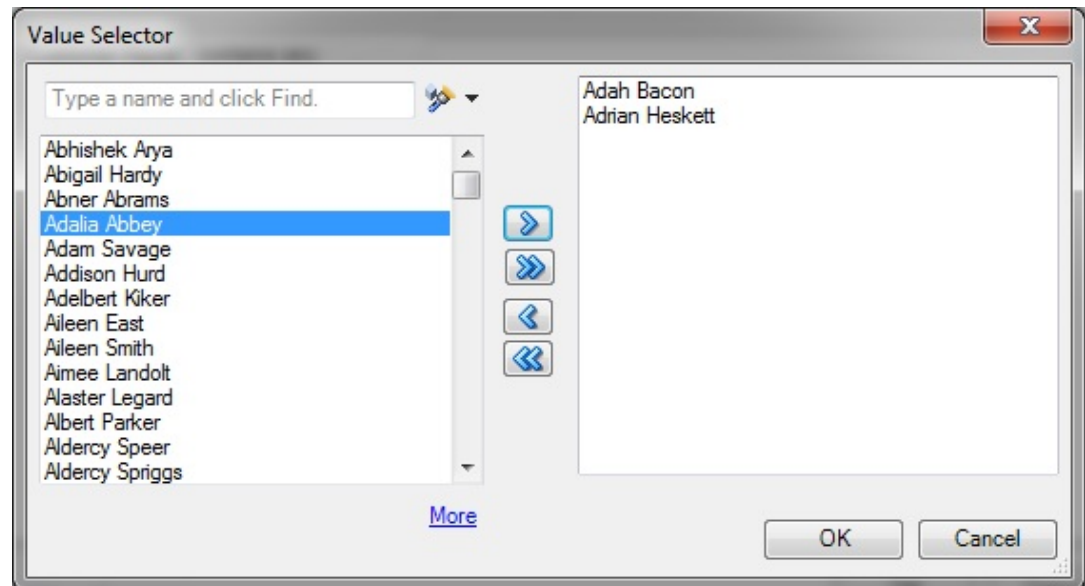 Value Selector
Type a name and click Find.
Abhishek Arya
Abigail Hardy
Abner Abrams
Adalia Abbey
Adam Savage
Addison Hurd
Adelbert Kiker
Aileen East
Aileen Smith
Aimee Landolt
Alaster Legard
Albert Parker
Aldercy Speer
Aldercy Spriggs
More
Adah Bacon
Adrian Heskett
OK
Cancel